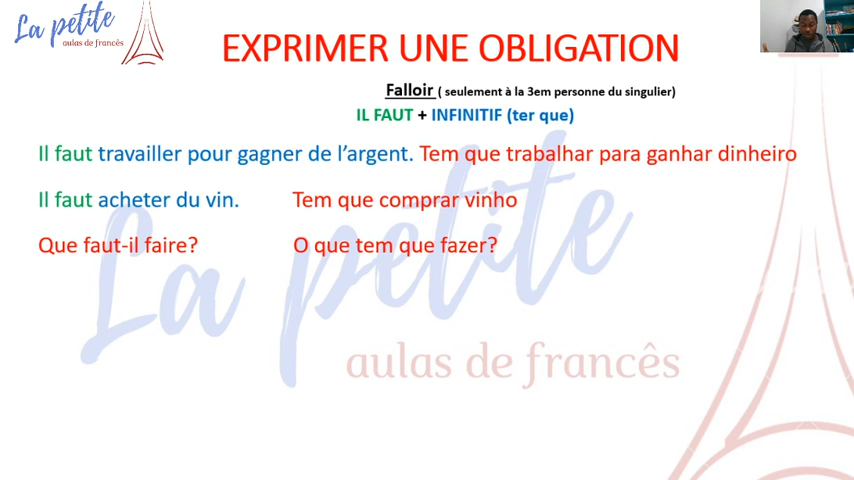 La petite
aulas de francês
EXPRIMER UNE OBLIGATION
Falloir ( seulement à la 3em personne du singulier)
IL FAUT + INFINITIF (ter que)
Il faut travailler pour gagner de l’argent. Tem que trabalhar para ganhar dinheiro
Il faut acheter du vin. Tem que comprar vinho
Que faut-il faire? O que tem que fazer?
La petite
aulas de francês